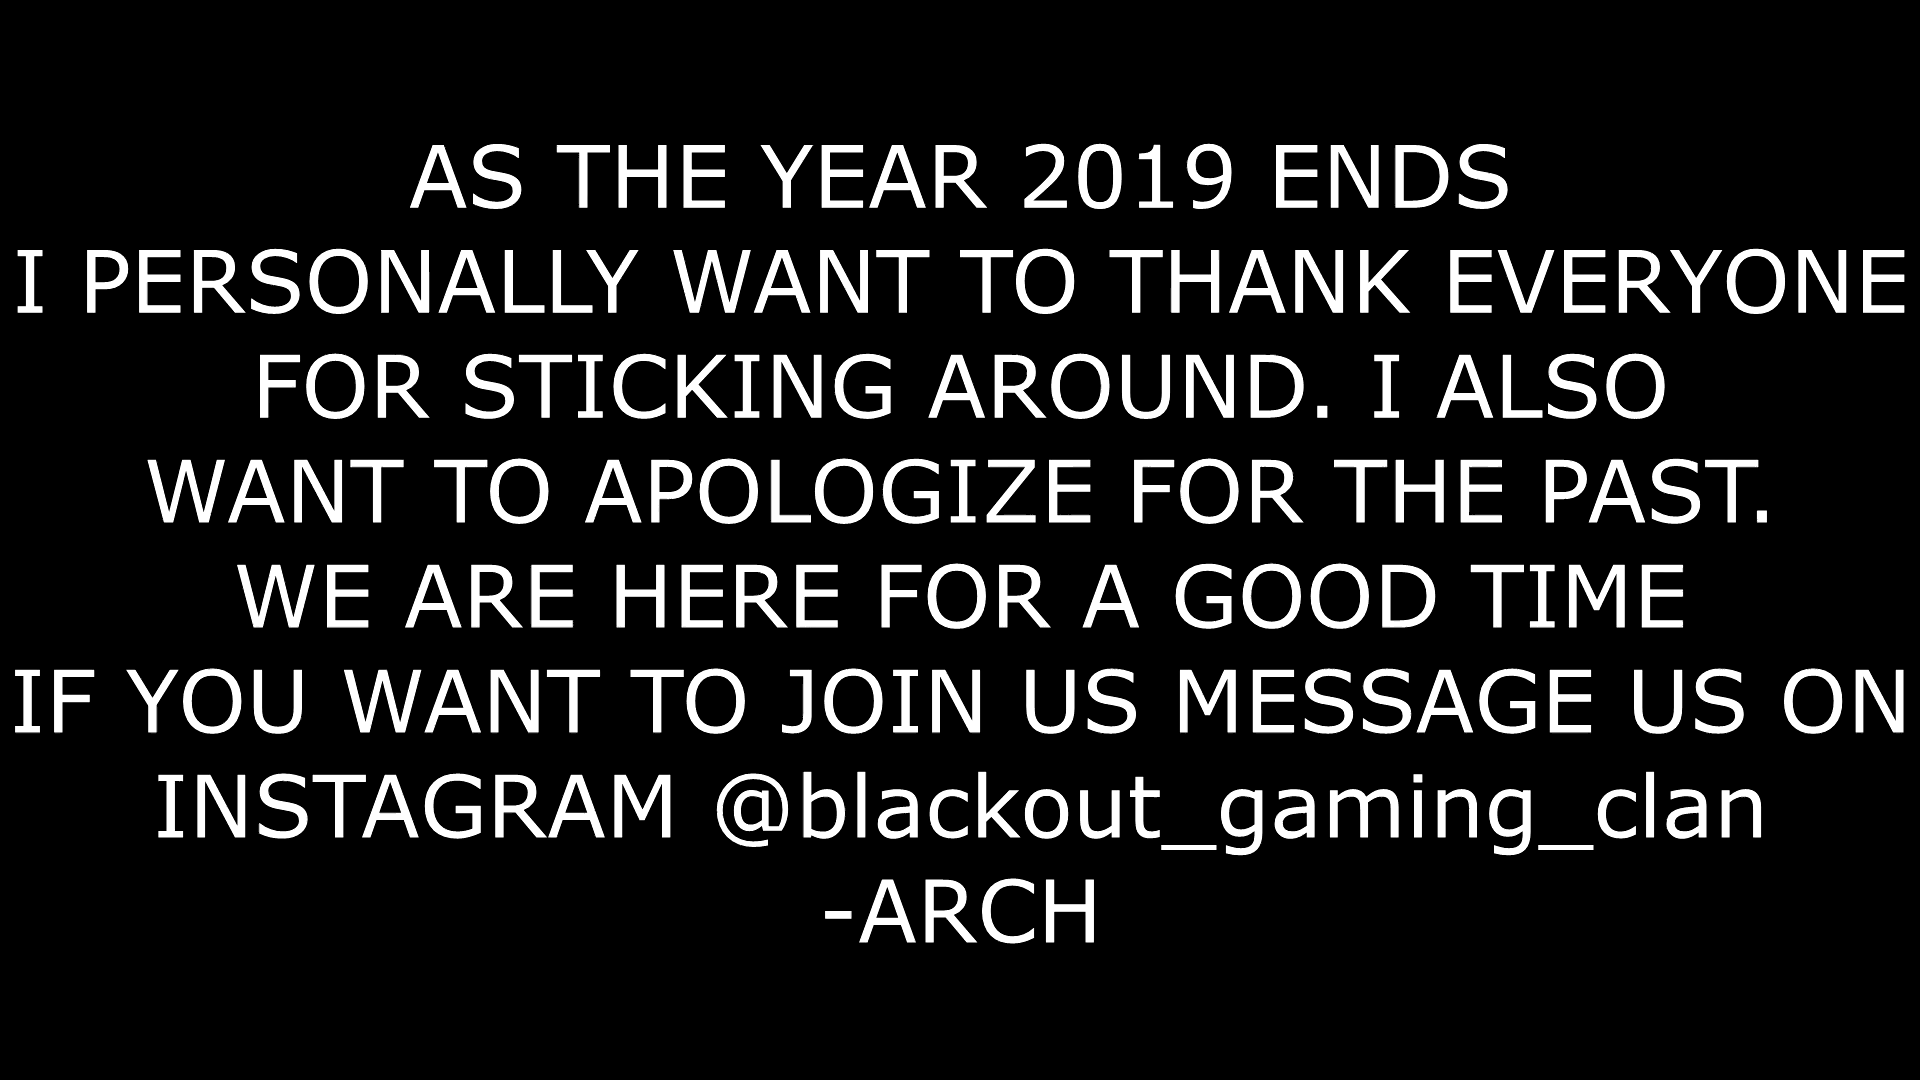 AS THE YEAR 2019 ENDS
I PERSONALLY WANT TO THANK EVERYONE
FOR STICKING AROUND. I ALSO
WANT TO APOLOGIZE FOR THE PAST.
WE ARE HERE FOR A GOOD TIME
IF YOU WANT TO JOIN US MESSAGE US ON
INSTAGRAM @blackout_gaming_clan
-ARCH